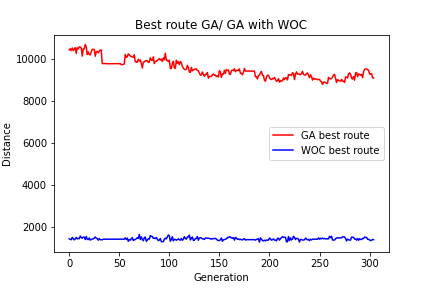 Best route GA/ GA with WOC
10000
8000
6000
4000
2000
Distance
GA best route
WOC best route
0 50 100 150 200 250 300
Generation